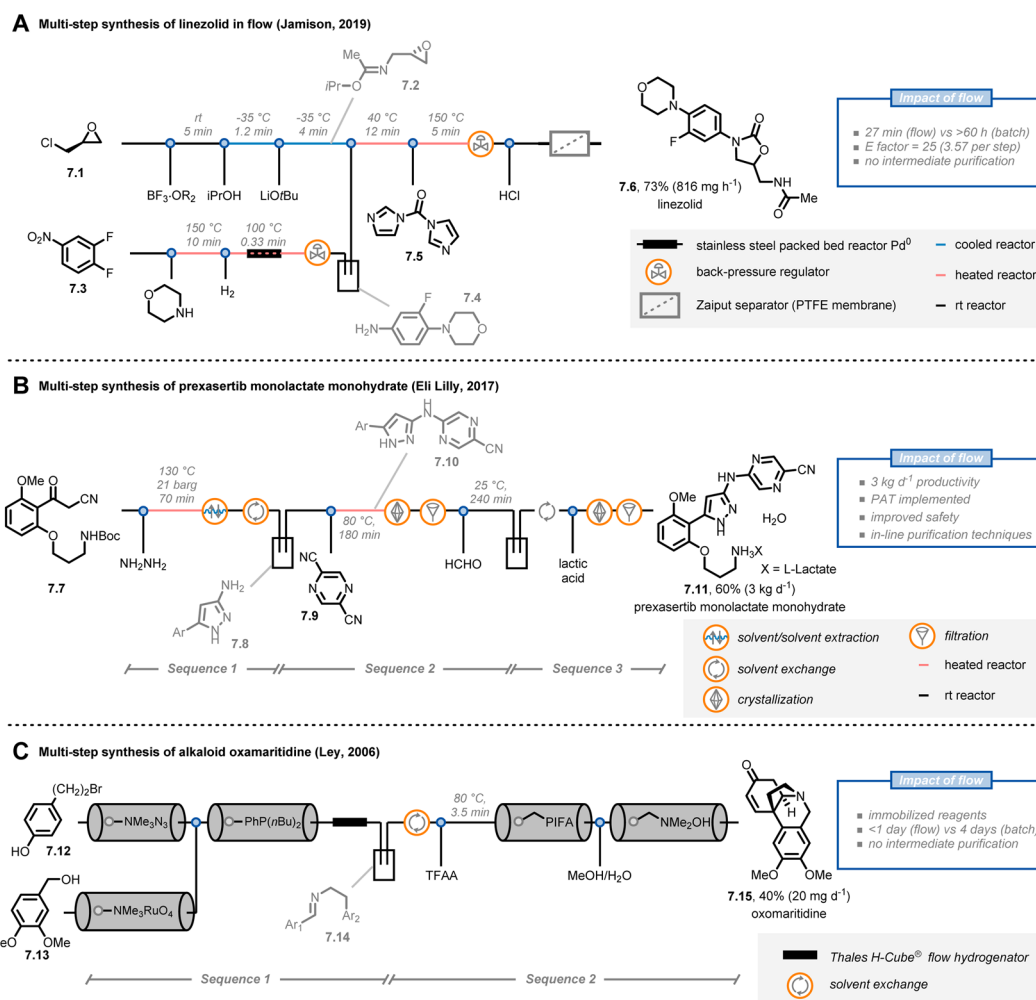 A Multi-step synthesis of linezolid in flow (Jamison, 2019)
Me
N
O
iPrO
7.2
Cl
O
7.1
rt
5 min
-35 °C
1.2 min
-35 °C
4 min
40 °C
12 min
150 °C
5 min
BF3·OR2
iPrOH
LiOtBu
HCl
O
N
N
N
N
7.5
O2N
F
F
7.3
150 °C
10 min
100 °C
0.33 min
O
NH
H2
F
7.4
H2N
N
O
O
N
F
N
O
O
NH
O
Me
7.6, 73% (816 mg h-1)
linezolid
Impact of flow
27 min (flow) vs >60 h (batch)
E factor = 25 (3.57 per step)
no intermediate purification
stainless steel packed bed reactor Pd0
back-pressure regulator
Zaiput separator (PTFE membrane)
cooled reactor
heated reactor
rt reactor
B Multi-step synthesis of prexasertib monolactate monohydrate (Eli Lilly, 2017)
OMe
O
CN
O
NHBoc
7.7
130 °C
21 barg
70 min
NH2NH2
NH2
N
N
H
Ar
7.8
80 °C,
180 min
CN
N
N
CN
7.9
H
N
N
N
CN
Ar
HN
N
7.10
25 °C,
240 min
HCHO
lactic
acid
N
CN
HN
N
OMe
N
N
H
O
H2O
NH3X
X = L-Lactate
7.11, 60% (3 kg d-1)
prexasertib monolactate monohydrate
Impact of flow
3 kg d-1 productivity
PAT implemented
improved safety
in-line purification techniques
Sequence 1
Sequence 2
Sequence 3
solvent/solvent extraction
solvent exchange
crystallization
filtration
heated reactor
rt reactor
C Multi-step synthesis of alkaloid oxamaritidine (Ley, 2006)
(CH2)2Br
HO
7.12
NMe3N3
PhP(nBu)2
OH
OMe
7.13
NMe3RuO4
N
Ar1
Ar2
7.14
80 °C,
3.5 min
TFAA
PIFA
MeOH/H2O
NMe2OH
O
N
H
MeO
OMe
7.15, 40% (20 mg d-1)
oxomaritidine
Impact of flow
immobilized reagents
<1 day (flow) vs 4 days (batch)
no intermediate purification
Sequence 1
Sequence 2
Thales H-Cube® flow hydrogenator
solvent exchange